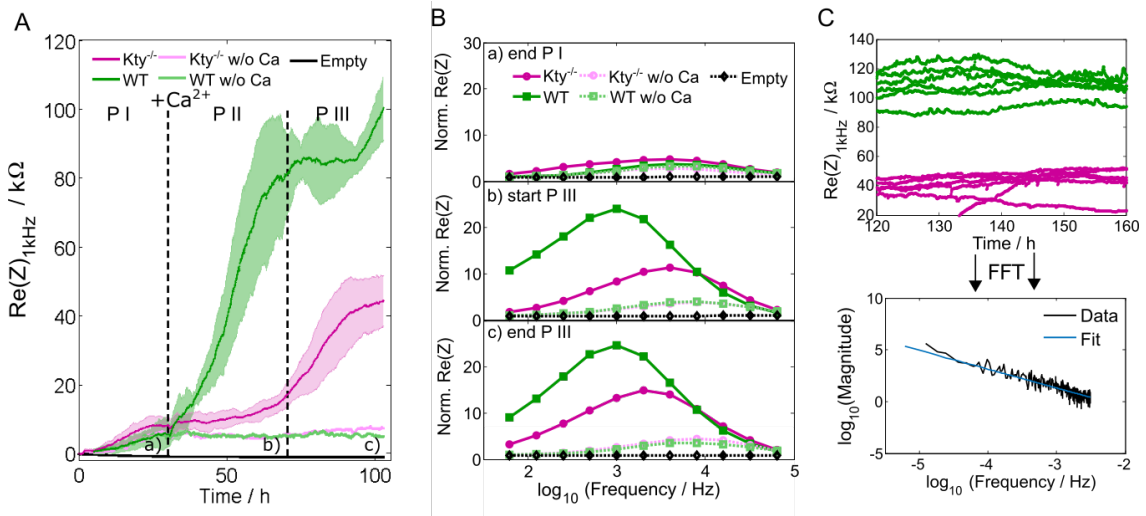 A
Re(Z)1kHz / kΩ
120
100
80
60
40
20
0
Kty-/- Kty-/- w/o Ca Empty
WT WT w/o Ca
+Ca2+
P I P II P III
a) b) c)
0 50 100
Time / h
B
Norm. Re(Z)
30
20
10
5
0
a) end P I
Kty-/- Kty-/- w/o Ca Empty
WT WT w/o Ca
Norm. Re(Z)
30
20
10
0
b) start P III
Norm. Re(Z)
30
20
10
0
c) end P III
2 3 4 5
log10 (Frequency / Hz)
C
Re(Z)1kHz / kΩ
140
120
100
80
60
40
20
120 130 140 150 160
Time / h
FFT
log10(Magnitude)
10
5
0
-5
Data
Fit
-5 -4 -3 -2
log10 (Frequency / Hz)